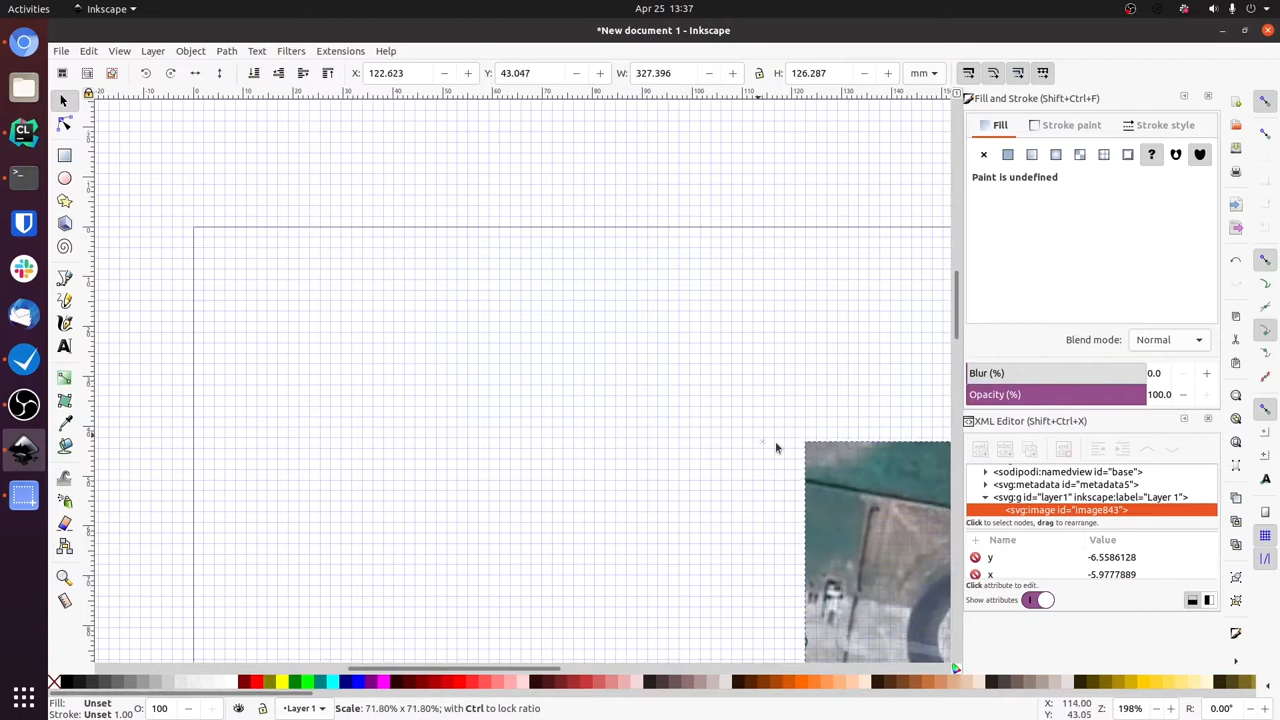 Activities
Inkscape
Apr 25 13:37
*New document 1 - Inkscape
File Edit View Layer Object Path Text Filters Extensions Help
X: 122.623 Y: 43.047 W: 327.396 H: 126.287 mm
Fill and Stroke (Shift+Ctrl+F)
Fill Stroke paint Stroke style
Paint is undefined
Blend mode: Normal
Blur (%) 0.0
Opacity (%) 100.0
XML Editor (Shift+Ctrl+X)
<sodipodi:namedview id="base">
<svg:metadata id="metadata5">
<svg:g id="layer1" inkscape:label="Layer 1">
<svg:image id="image843">
Click to select nodes, drag to rearrange.
Name Value
y -6.5586128
x -5.9777889
Click attribute to edit.
Show attributes
Fill: Unset
Stroke: Unset 1.00
O: 100
Layer 1
Scale: 71.80% x 71.80%; with Ctrl to lock ratio
X: 114.00
Y: 43.05
Z: 198%
R: 0.00°